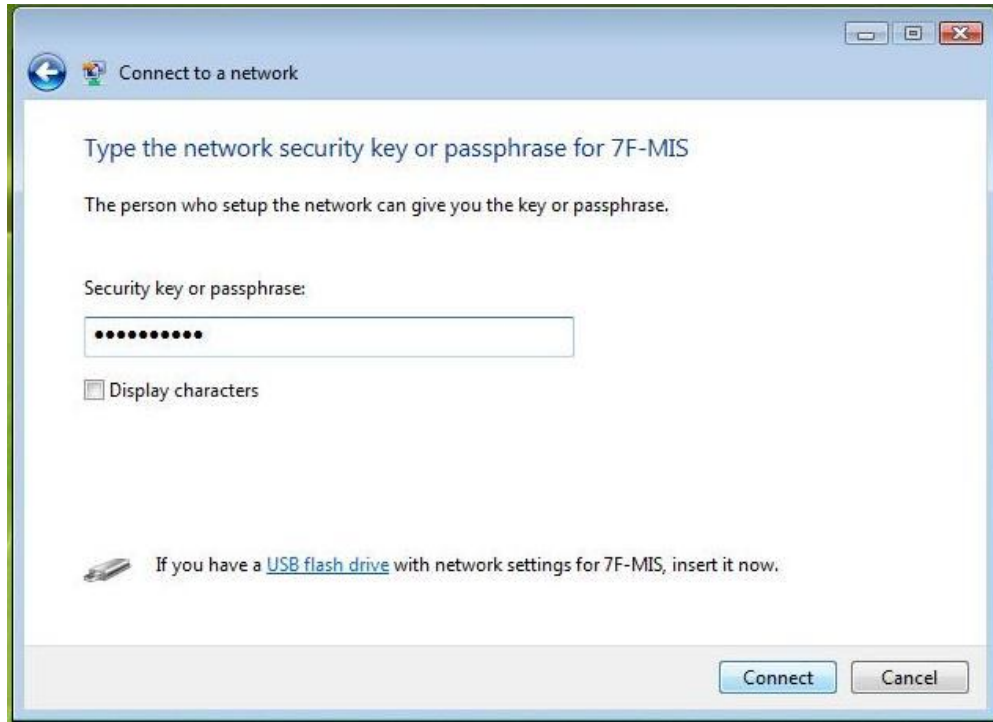 Connect to a network
Type the network security key or passphrase for 7F-MIS
The person who setup the network can give you the key or passphrase.
Security key or passphrase:
••••••••••
Display characters
If you have a USB flash drive with network settings for 7F-MIS, insert it now.
Connect Cancel